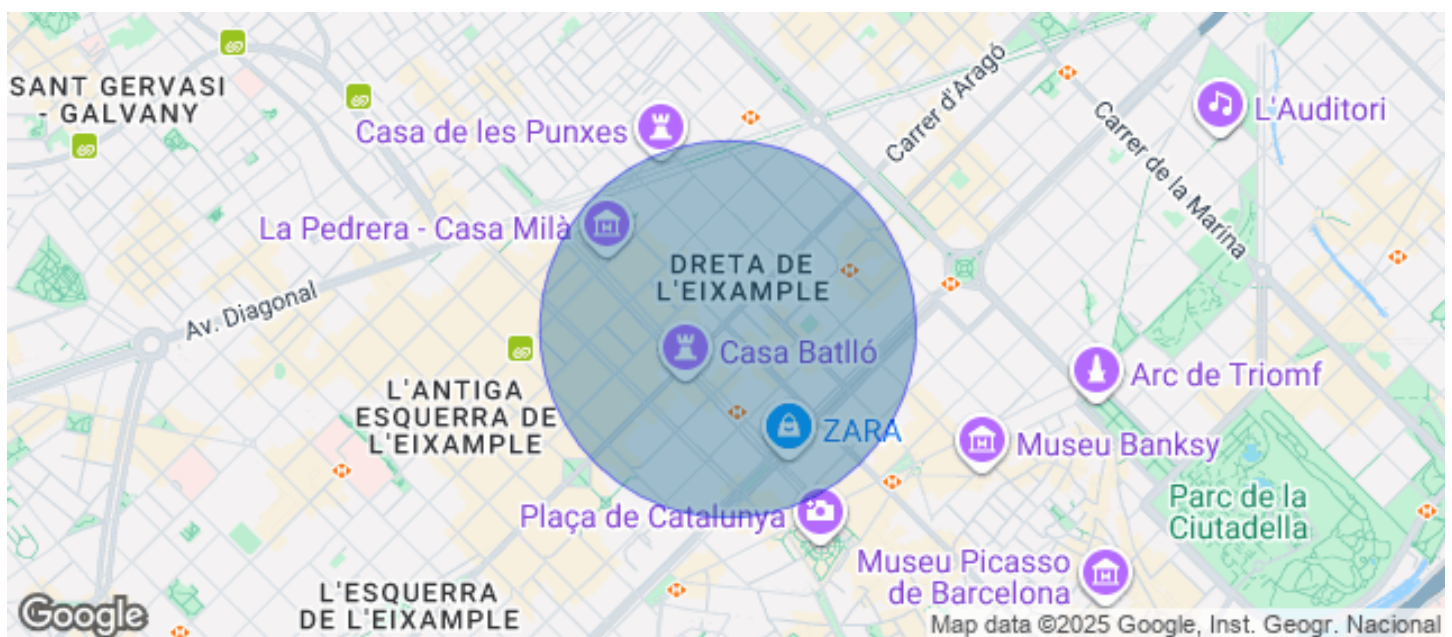 SANT GERVASI
- GALVANY
Casa de les Punxes
Carrer d'Aragó
L'Auditori
Carrer de la Marina
La Pedrera - Casa Milà
DRETA DE
L'EIXAMPLE
Av. Diagonal
Casa Batlló
L'ANTIGA
ESQUERRA DE
L'EIXAMPLE
ZARA
Arc de Triomf
Museu Banksy
Plaça de Catalunya
Parc de la
Ciutadella
Museu Picasso
de Barcelona
L'ESQUERRA
DE L'EIXAMPLE
Google
Map data ©2025 Google, Inst. Geogr. Nacional